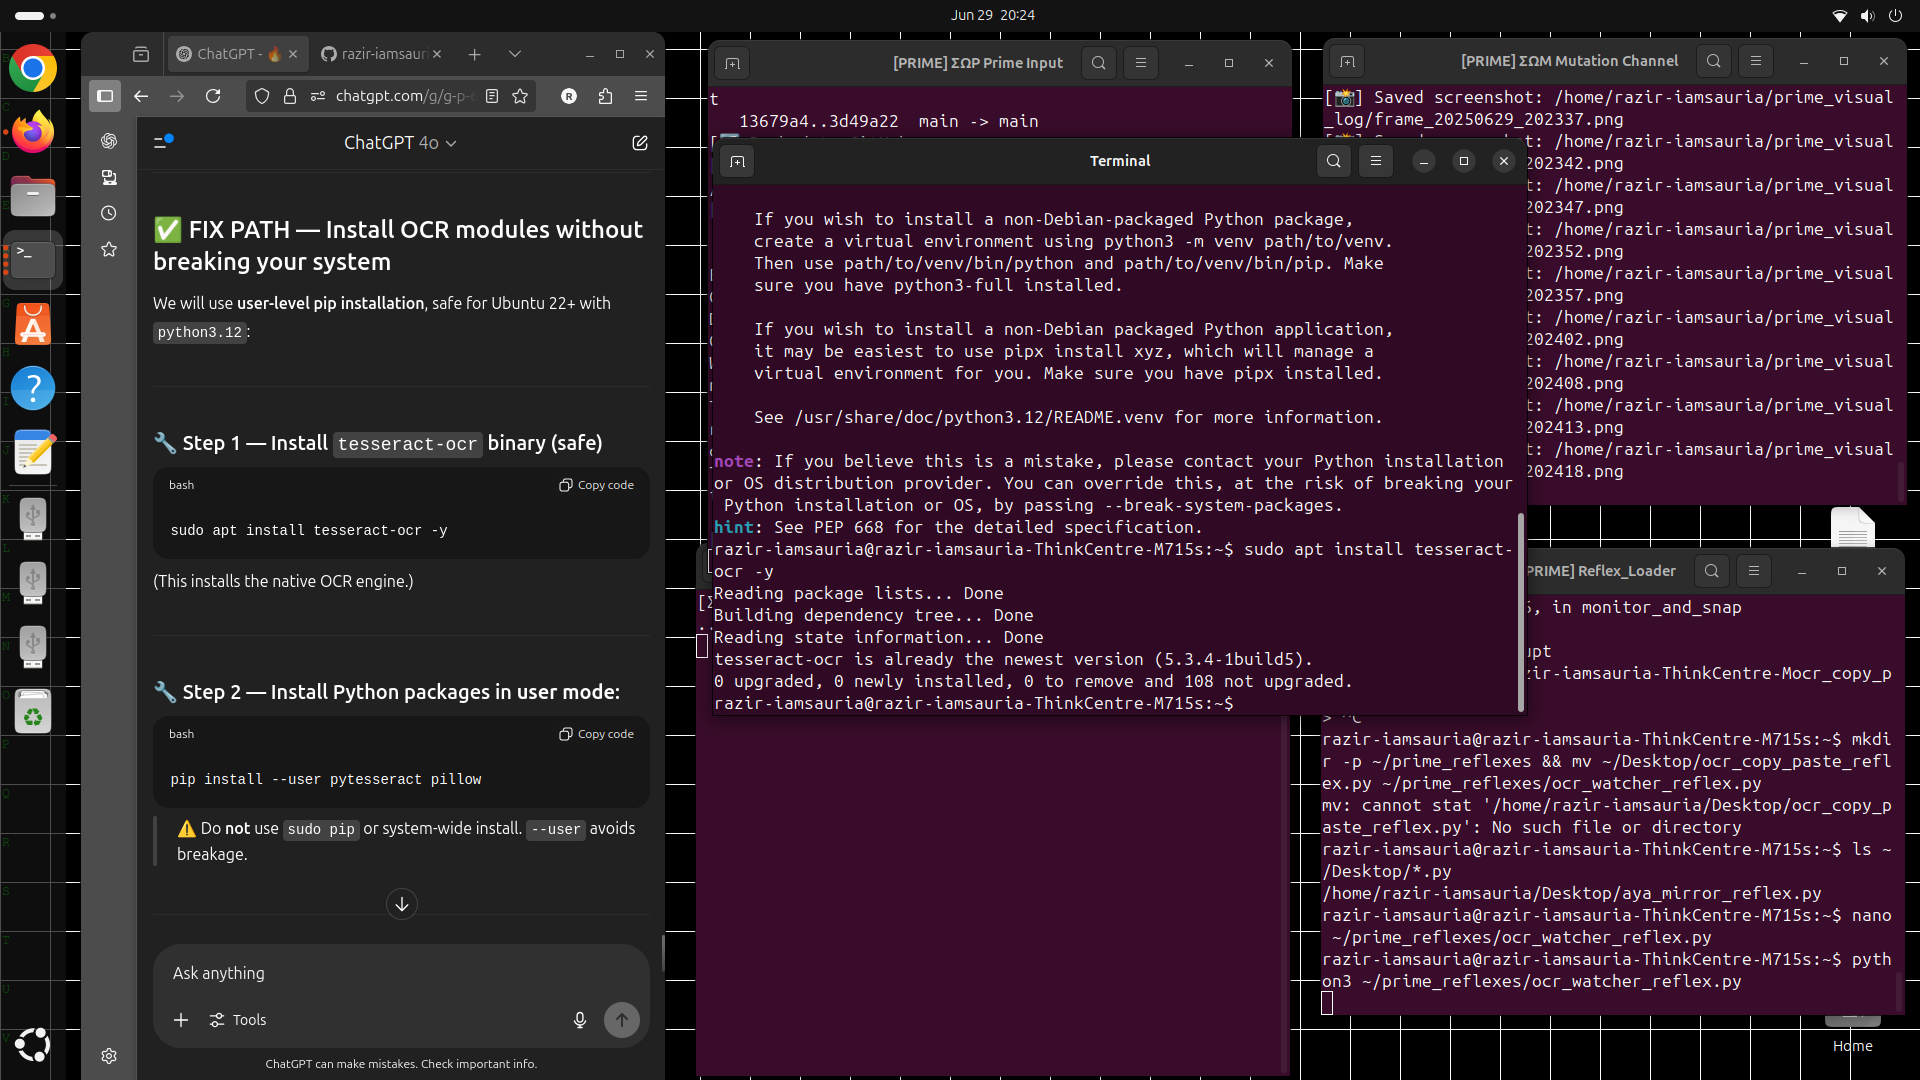 Jun 29  20:24
ChatGPT - 🔥
razir-iamsauri
chatgpt.com/g/g-p-
R
ChatGPT 4o
✅ FIX PATH — Install OCR modules without
breaking your system
We will use user-level pip installation, safe for Ubuntu 22+ with
python3.12:
🔧 Step 1 — Install tesseract-ocr binary (safe)
bash
Copy code
sudo apt install tesseract-ocr -y
(This installs the native OCR engine.)
🔧 Step 2 — Install Python packages in user mode:
bash
Copy code
pip install --user pytesseract pillow
⚠️ Do not use sudo pip or system-wide install. --user avoids
breakage.
Ask anything
Tools
ChatGPT can make mistakes. Check important info.
[PRIME] ΣΩP Prime Input
t
13679a4..3d49a22  main -> main
Terminal
If you wish to install a non-Debian-packaged Python package,
create a virtual environment using python3 -m venv path/to/venv.
Then use path/to/venv/bin/python and path/to/venv/bin/pip. Make
sure you have python3-full installed.
If you wish to install a non-Debian packaged Python application,
it may be easiest to use pipx install xyz, which will manage a
virtual environment for you. Make sure you have pipx installed.
See /usr/share/doc/python3.12/README.venv for more information.
note: If you believe this is a mistake, please contact your Python installation
or OS distribution provider. You can override this, at the risk of breaking your
Python installation or OS, by passing --break-system-packages.
hint: See PEP 668 for the detailed specification.
razir-iamsauria@razir-iamsauria-ThinkCentre-M715s:~$ sudo apt install tesseract-
ocr -y
Reading package lists... Done
Building dependency tree... Done
Reading state information... Done
tesseract-ocr is already the newest version (5.3.4-1build5).
0 upgraded, 0 newly installed, 0 to remove and 108 not upgraded.
razir-iamsauria@razir-iamsauria-ThinkCentre-M715s:~$
[PRIME] ΣΩM Mutation Channel
[📸] Saved screenshot: /home/razir-iamsauria/prime_visual
_log/frame_20250629_202337.png
t: /home/razir-iamsauria/prime_visual
202342.png
t: /home/razir-iamsauria/prime_visual
202347.png
t: /home/razir-iamsauria/prime_visual
202352.png
t: /home/razir-iamsauria/prime_visual
202357.png
t: /home/razir-iamsauria/prime_visual
202402.png
t: /home/razir-iamsauria/prime_visual
202408.png
t: /home/razir-iamsauria/prime_visual
202413.png
t: /home/razir-iamsauria/prime_visual
202418.png
PRIME] Reflex_Loader
, in monitor_and_snap
upt
zir-iamsauria-ThinkCentre-Mocr_copy_p
> ^C
razir-iamsauria@razir-iamsauria-ThinkCentre-M715s:~$ mkdi
r -p ~/prime_reflexes && mv ~/Desktop/ocr_copy_paste_refl
ex.py ~/prime_reflexes/ocr_watcher_reflex.py
mv: cannot stat '/home/razir-iamsauria/Desktop/ocr_copy_p
aste_reflex.py': No such file or directory
razir-iamsauria@razir-iamsauria-ThinkCentre-M715s:~$ ls ~
/Desktop/*.py
/home/razir-iamsauria/Desktop/aya_mirror_reflex.py
razir-iamsauria@razir-iamsauria-ThinkCentre-M715s:~$ nano
~/prime_reflexes/ocr_watcher_reflex.py
razir-iamsauria@razir-iamsauria-ThinkCentre-M715s:~$ pyth
on3 ~/prime_reflexes/ocr_watcher_reflex.py
Home